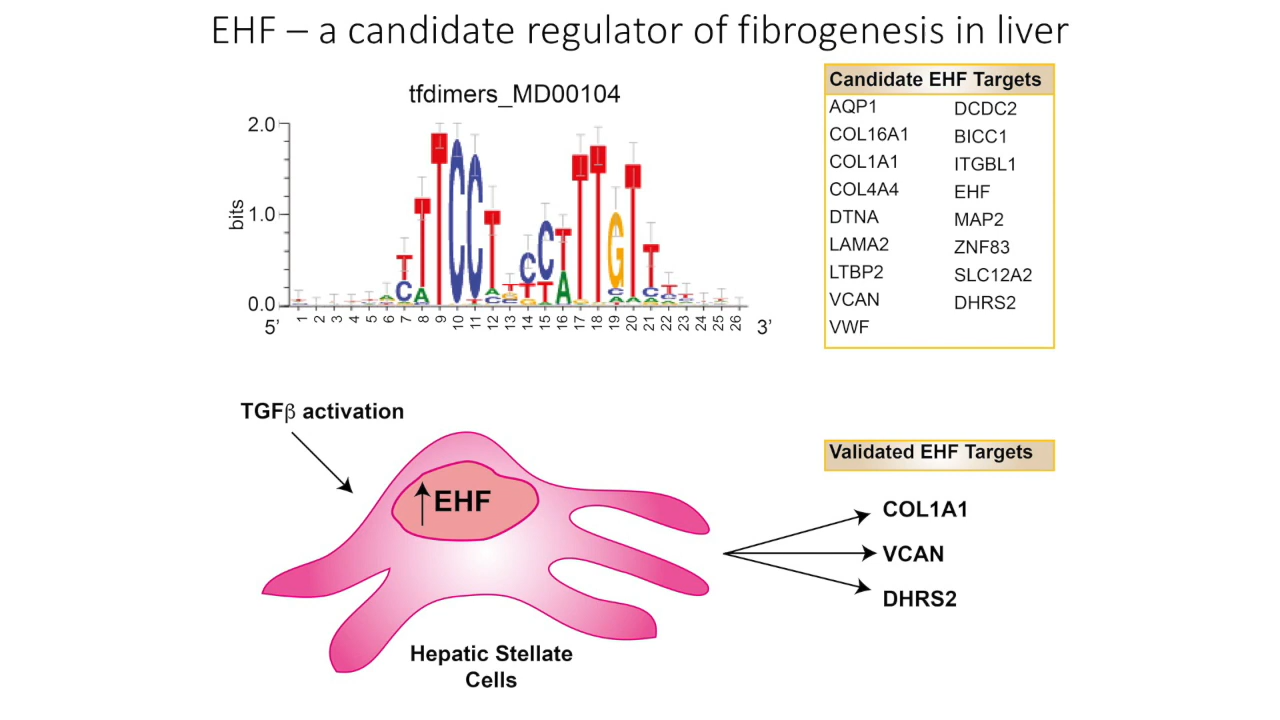 EHF – a candidate regulator of fibrogenesis in liver
tfdimers_MD00104
2.0
bits
1.0
0.0
5’ 1 2 3 4 5 6 7 8 9 10 11 12 13 14 15 16 17 18 19 20 21 22 23 24 25 26 3’
Candidate EHF Targets
AQP1
COL16A1
COL1A1
COL4A4
DTNA
LAMA2
LTBP2
VCAN
VWF
DCDC2
BICC1
ITGBL1
EHF
MAP2
ZNF83
SLC12A2
DHRS2
TGFβ activation
EHF
Hepatic Stellate
Cells
Validated EHF Targets
COL1A1
VCAN
DHRS2